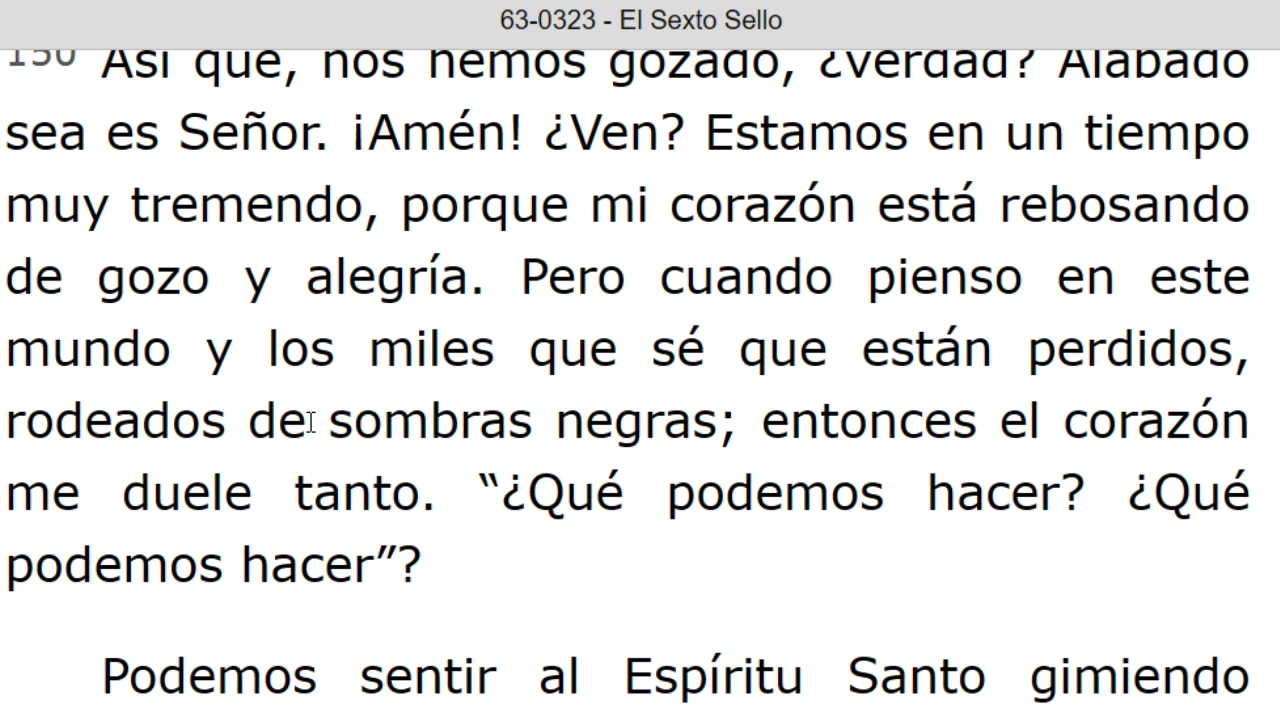 63-0323 - El Sexto Sello
150 Así que, nos hemos gozado, ¿verdad? Alabado
sea es Señor. ¡Amén! ¿Ven? Estamos en un tiempo
muy tremendo, porque mi corazón está rebosando
de gozo y alegría. Pero cuando pienso en este
mundo y los miles que sé que están perdidos,
rodeados de sombras negras; entonces el corazón
me duele tanto. “¿Qué podemos hacer? ¿Qué
podemos hacer”?
Podemos sentir al Espíritu Santo gimiendo